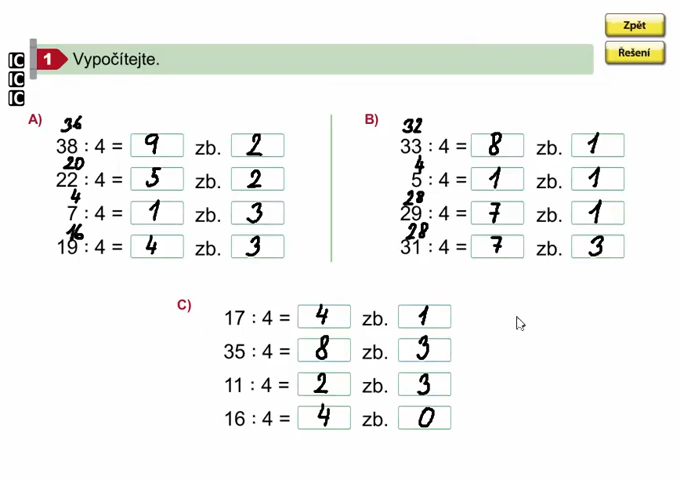 Zpět
Řešení
1 Vypočítejte.
A)
36
38 : 4 = 9 zb. 2
20
22 : 4 = 5 zb. 2
4
7 : 4 = 1 zb. 3
16
19 : 4 = 4 zb. 3
B)
32
33 : 4 = 8 zb. 1
4
5 : 4 = 1 zb. 1
28
29 : 4 = 7 zb. 1
28
31 : 4 = 7 zb. 3
C)
17 : 4 = 4 zb. 1
35 : 4 = 8 zb. 3
11 : 4 = 2 zb. 3
16 : 4 = 4 zb. 0